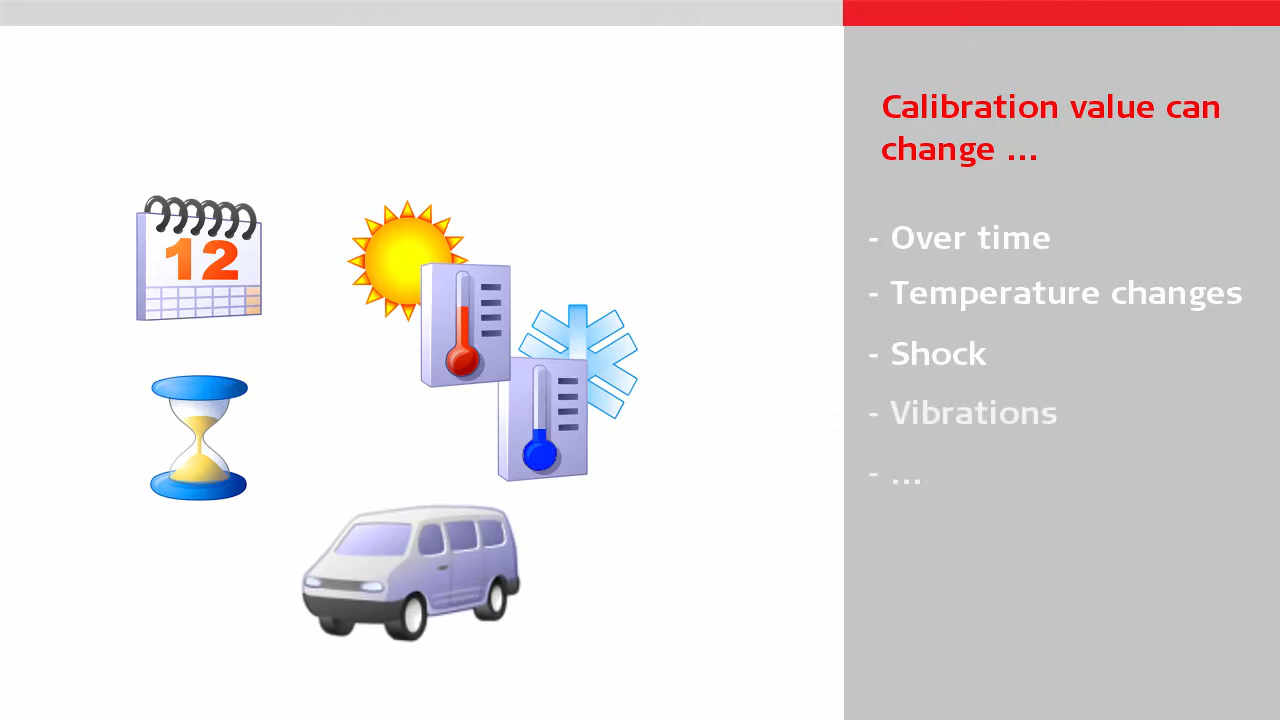 12
Calibration value can
change ...
- Over time
- Temperature changes
- Shock
- Vibrations
- ...